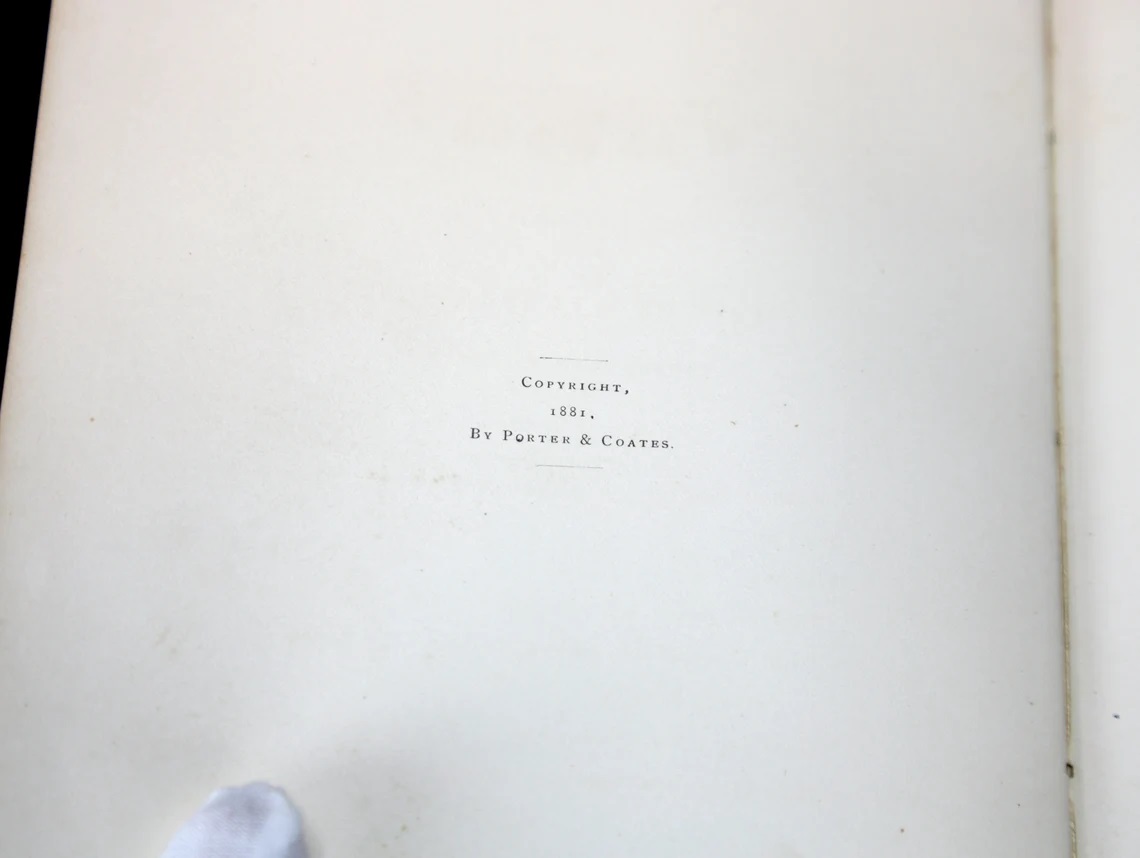 Copyright,
1881,
By Porter & Coates.